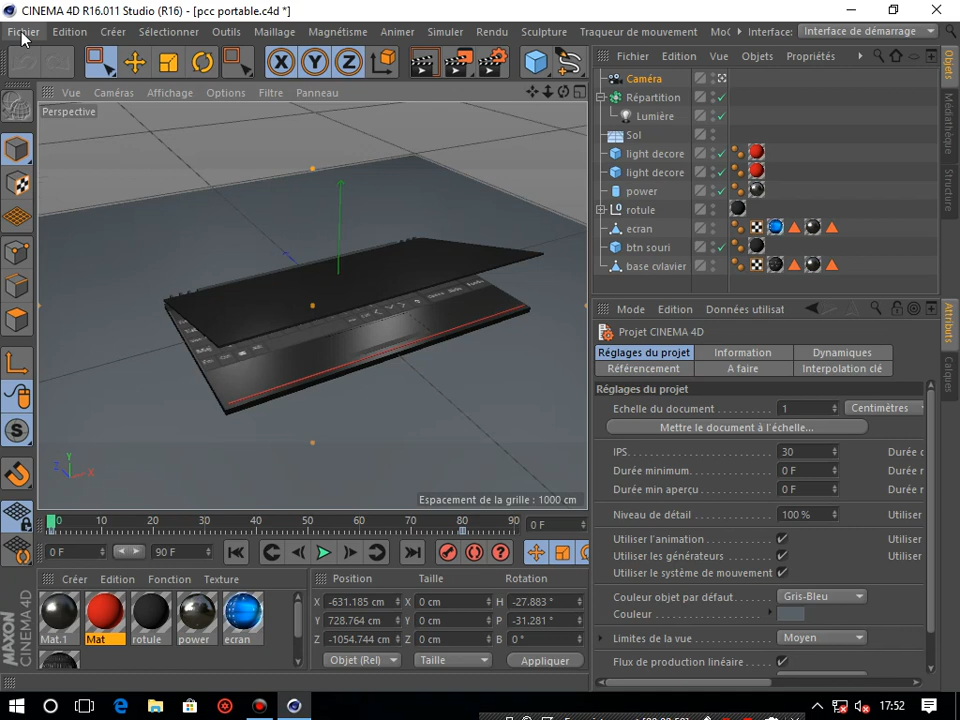 CINEMA 4D R16.011 Studio (R16) - [pcc portable.c4d *]
Fichier Edition Créer Sélectionner Outils Maillage Magnétisme Animer Simuler Rendu Sculpture Traqueur de mouvement Interface: Interface de démarrage
X Y Z
Fichier Edition Vue Objets Propriétés
Vue Caméras Affichage Options Filtre Panneau
Perspective
Caméra
Répartition
Lumière
Sol
light decore
light decore
power
rotule
ecran
btn souri
base cvlavier
Objets
Médiathèque
Structure
Mode Edition Données utilisat
Projet CINEMA 4D
Réglages du projet Information Dynamiques
Référencement A faire Interpolation clé
Réglages du projet
Echelle du document 1 Centimètres
Mettre le document à l'échelle...
IPS. 30 Durée
Durée minimum. 0 F Durée
Durée min aperçu 0 F Durée
Niveau de détail 100 % Utiliser
Utiliser l'animation Utiliser
Utiliser les générateurs Utiliser
Utiliser le système de mouvement
Couleur objet par défaut. Gris-Bleu
Couleur
Limites de la vue Moyen
Flux de production linéaire
Attributs
Calques
Y
Z X
Espacement de la grille : 1000 cm
0 10 20 30 40 50 60 70 80 90 0 F
0 F 90 F
Créer Edition Fonction Texture
Mat.1 Mat rotule power ecran
Position Taille Rotation
X -631.185 cm X 0 cm H -27.883 °
Y 728.764 cm Y 0 cm P -31.281 °
Z -1054.744 cm Z 0 cm B 0 °
Objet (Rel) Taille Appliquer
MAXON CINEMA 4D
17:52